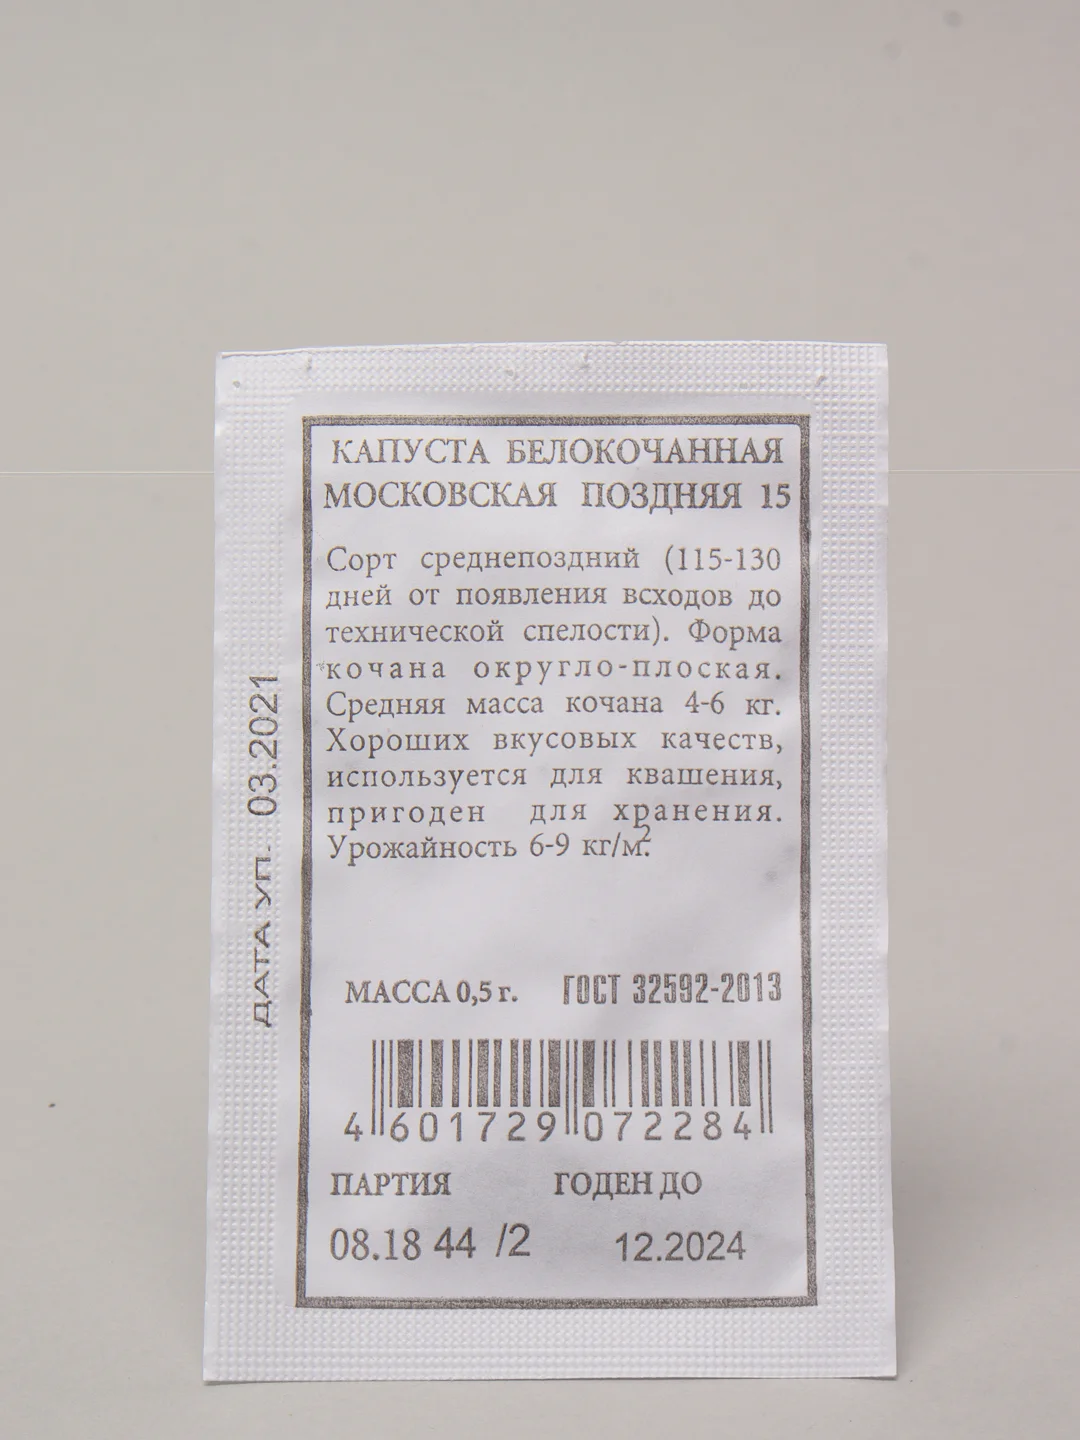 КАПУСТА БЕЛОКОЧАННАЯ
МОСКОВСКАЯ ПОЗДНЯЯ 15
Сорт среднепоздний (115-130
дней от появления всходов до
технической спелости). Форма
кочана округло-плоская.
Средняя масса кочана 4-6 кг.
Хороших вкусовых качеств,
используется для квашения,
пригоден для хранения.
Урожайность 6-9 кг/м².
ДАТА УП. 03.2021
МАССА 0,5 г. ГОСТ 32592-2013
4 601729 072284
ПАРТИЯ ГОДЕН ДО
08.18 44 /2 12.2024